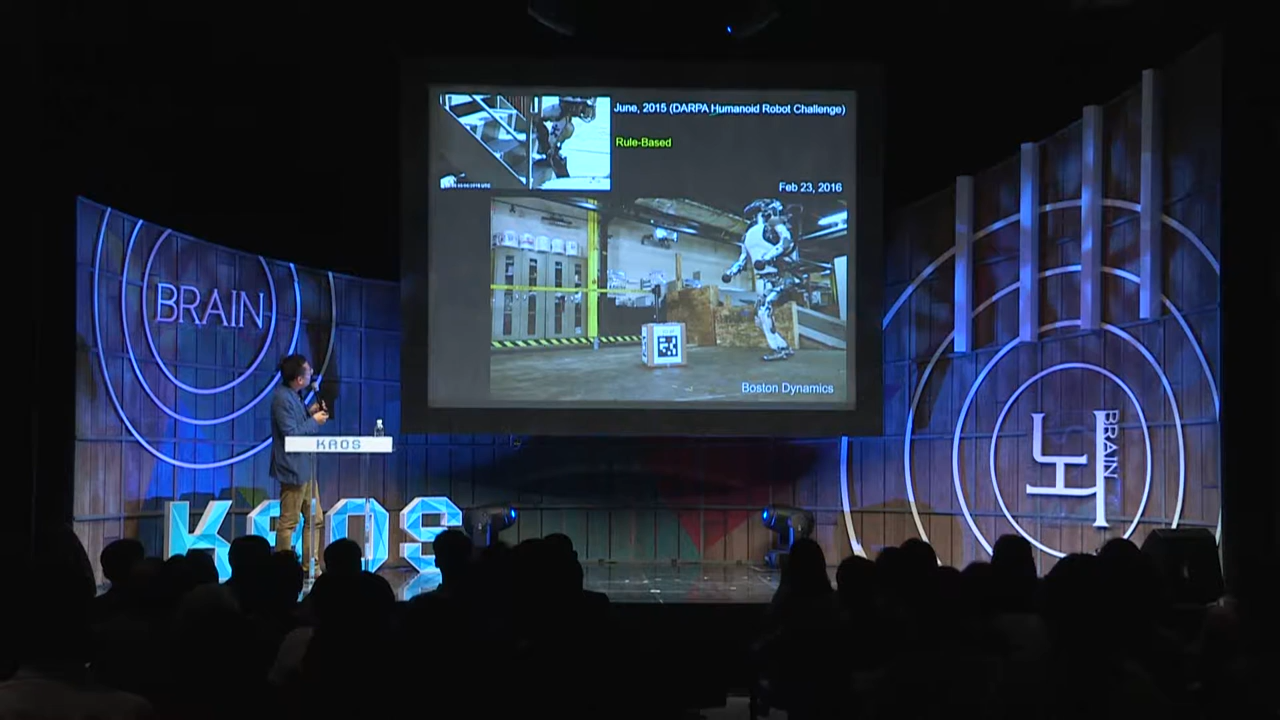 June, 2015 (DARPA Humanoid Robot Challenge)
Rule-Based
Feb 23, 2016
Boston Dynamics
BRAIN
KAOS
KAOS
뇌
BRAIN